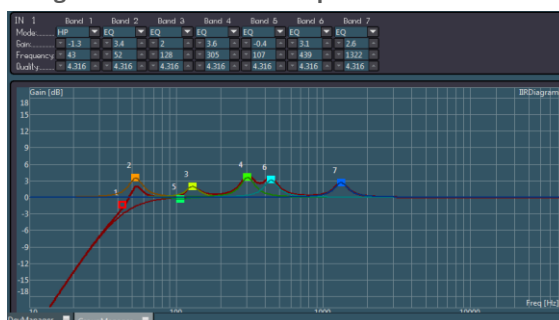 IN 1 Band 1 Band 2 Band 3 Band 4 Band 5 Band 6 Band 7
Mode HP EQ EQ EQ EQ EQ EQ
Gain -1.3 3.4 2 3.6 -0.4 3.1 2.6
Frequency 43 52 128 305 107 439 1322
Quality 4.316 4.316 4.316 4.316 4.316 4.316 4.316
Gain [dB] IIRDiagram
18
15
12
9
6
3
0
-3
-6
-9
-12
-15
-18
1 2 3 4 5 6 7
Freq [Hz]
10 100 1000 10000